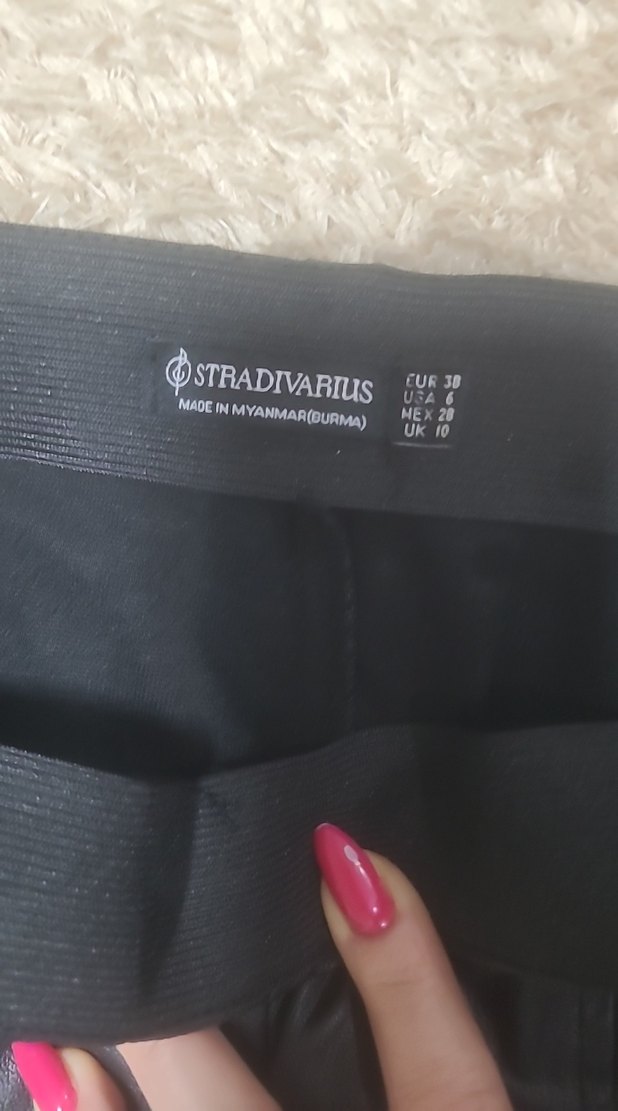 STRADIVARIUS
MADE IN MYANMAR(BURMA)
EUR 38
USA 6
MEX 28
UK 10